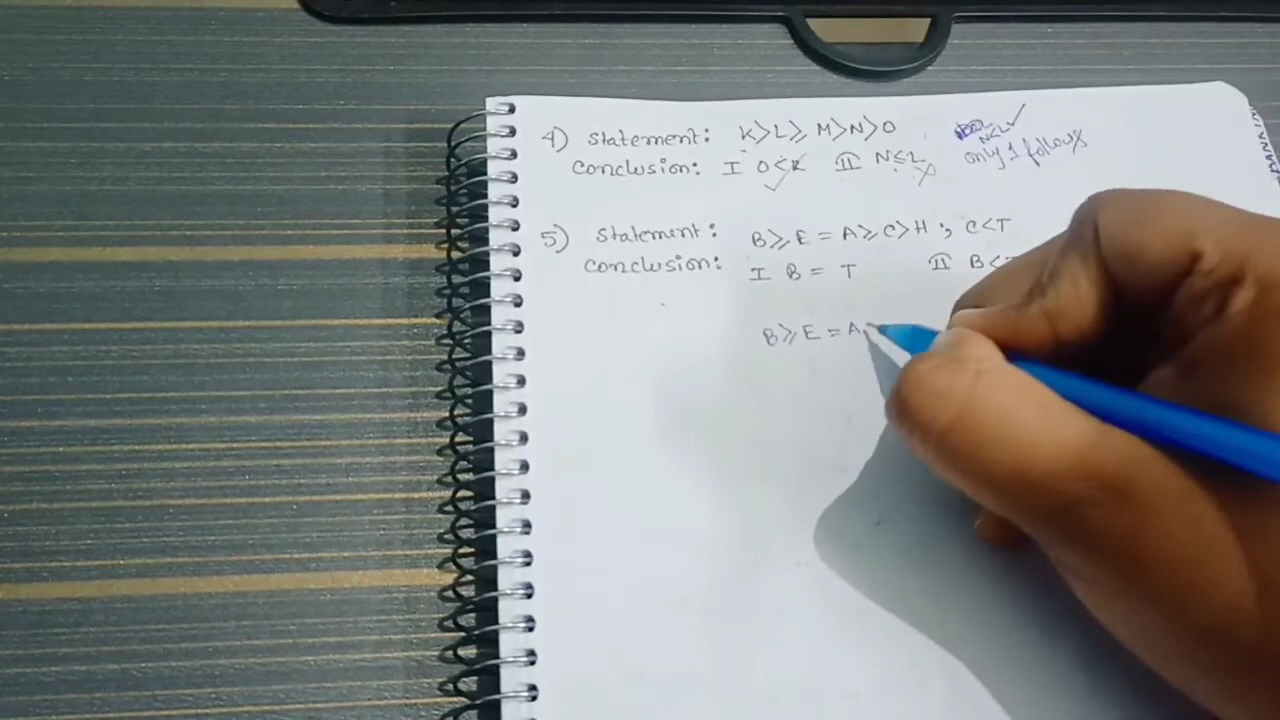 4) Statement: K>L⩾M>N>O N<L✓
Conclusion: I O<K ✓ II N≤L only 1 follows
5) Statement: B⩾E=A⩾C>H; C<T
Conclusion: I B = T II B<
B⩾E=A